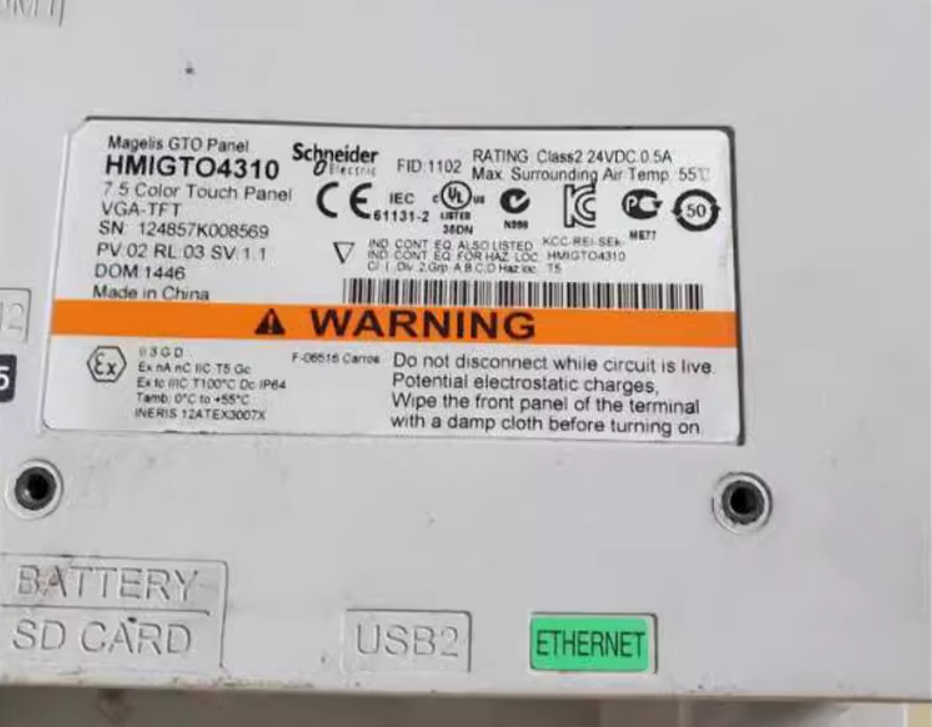 Magelis GTO Panel
HMIGTO4310
7.5 Color Touch Panel
VGA-TFT
SN: 124857K008569
PV:02 RL:03 SV:1.1
DOM:1446
Made in China
Schneider
Electric
FID:1102
RATING Class2 24VDC 0.5A
Max. Surrounding Air Temp. 55℃
CE
IEC
61131-2
c UL us
LISTED
N998
ME77
50
KCC-REI-SEk-
HMIGTO4310
IND CONT EQ ALSO LISTED
IND CONT EQ FOR HAZ LOC
Cl I, Div 2,Grp A,B,C,D Haz loc T5
WARNING
Ex
II 3 G D
Ex nA nC IIC T5 Gc
Ex tc IIIC T100°C Dc IP64
Tamb: 0°C to +55°C
INERIS 12ATEX3007X
F-06516 Carros
Do not disconnect while circuit is live.
Potential electrostatic charges,
Wipe the front panel of the terminal
with a damp cloth before turning on.
BATTERY
SD CARD
USB2
ETHERNET